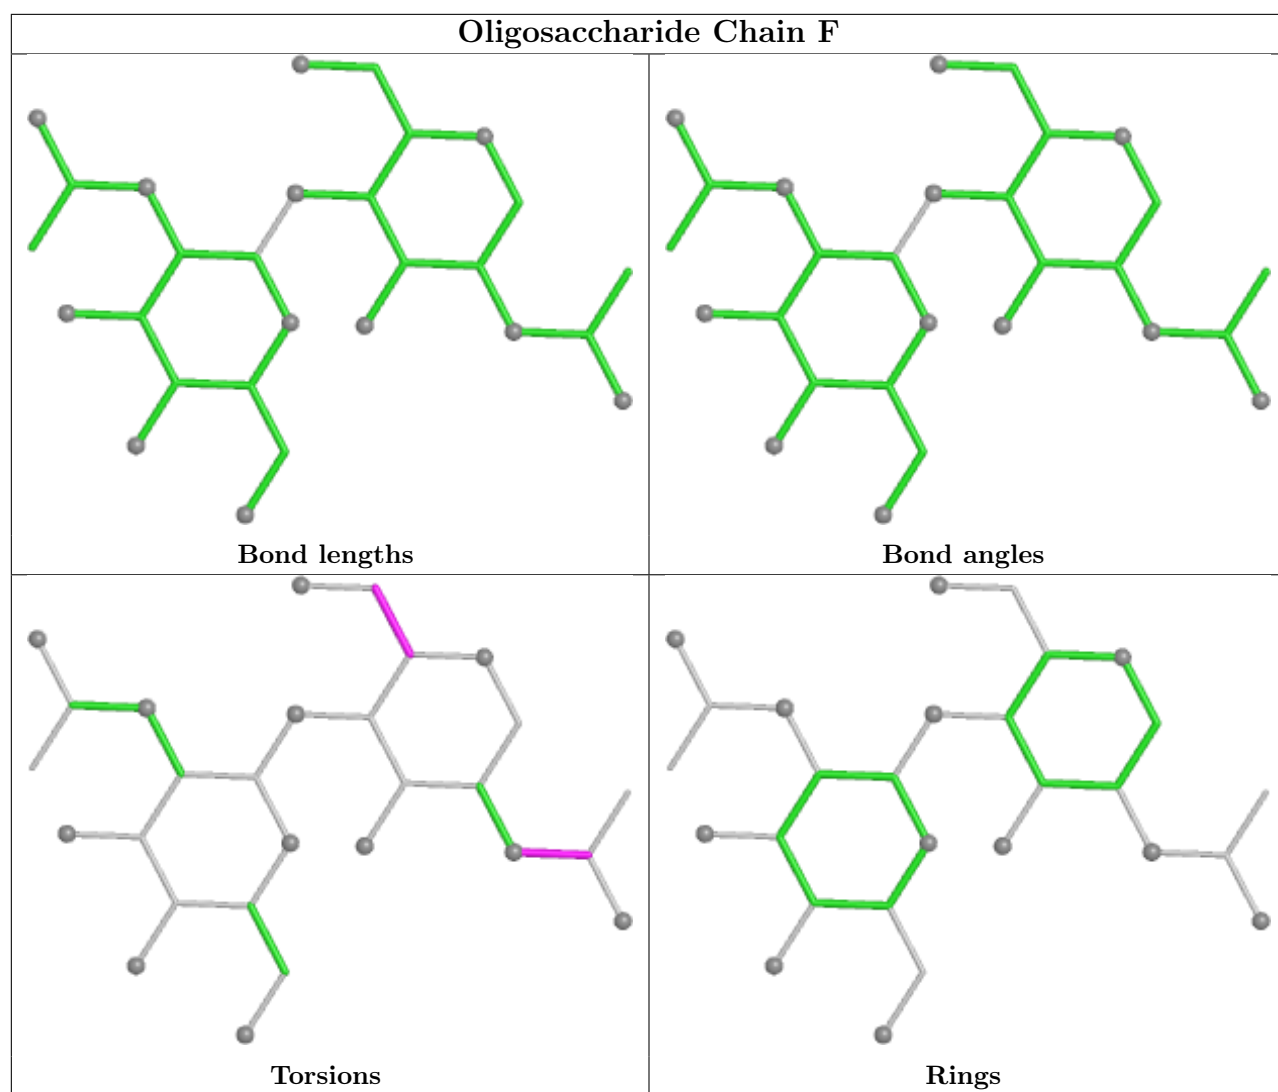 Oligosaccharide Chain F
Bond lengths
Bond angles
Torsions
Rings